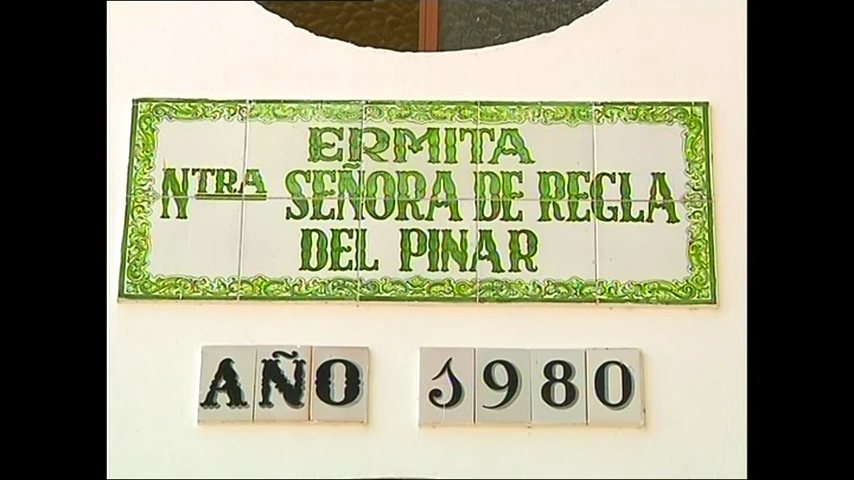 ERMITA
NTRA SEÑORA DE REGLA
DEL PINAR
AÑO 1980